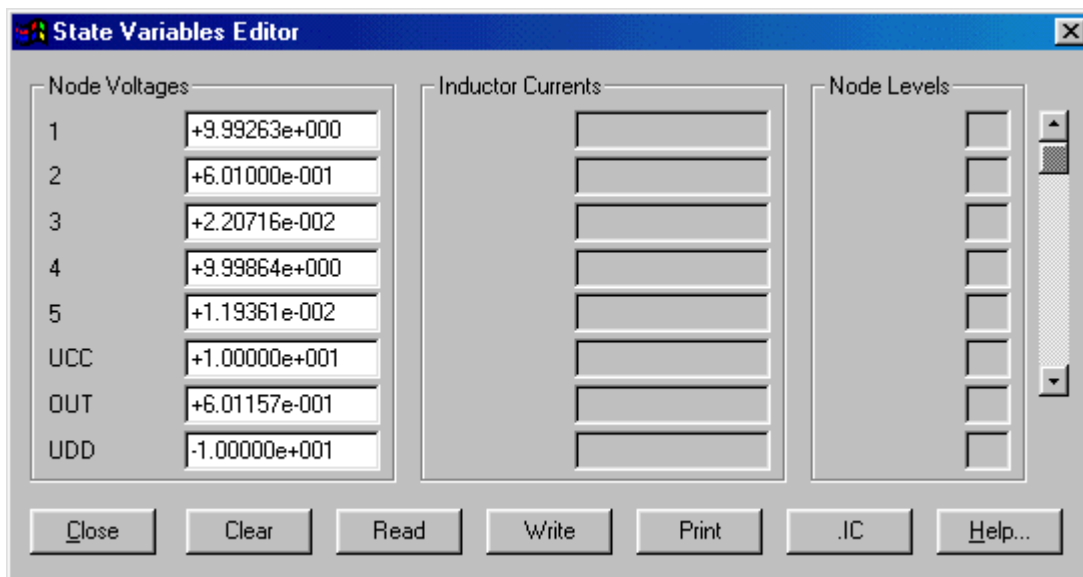 State Variables Editor
Node Voltages Inductor Currents Node Levels
1 +9.99263e+000
2 +6.01000e-001
3 +2.20716e-002
4 +9.99864e+000
5 +1.19361e-002
UCC +1.00000e+001
OUT +6.01157e-001
UDD -1.00000e+001
Close Clear Read Write Print .IC Help...